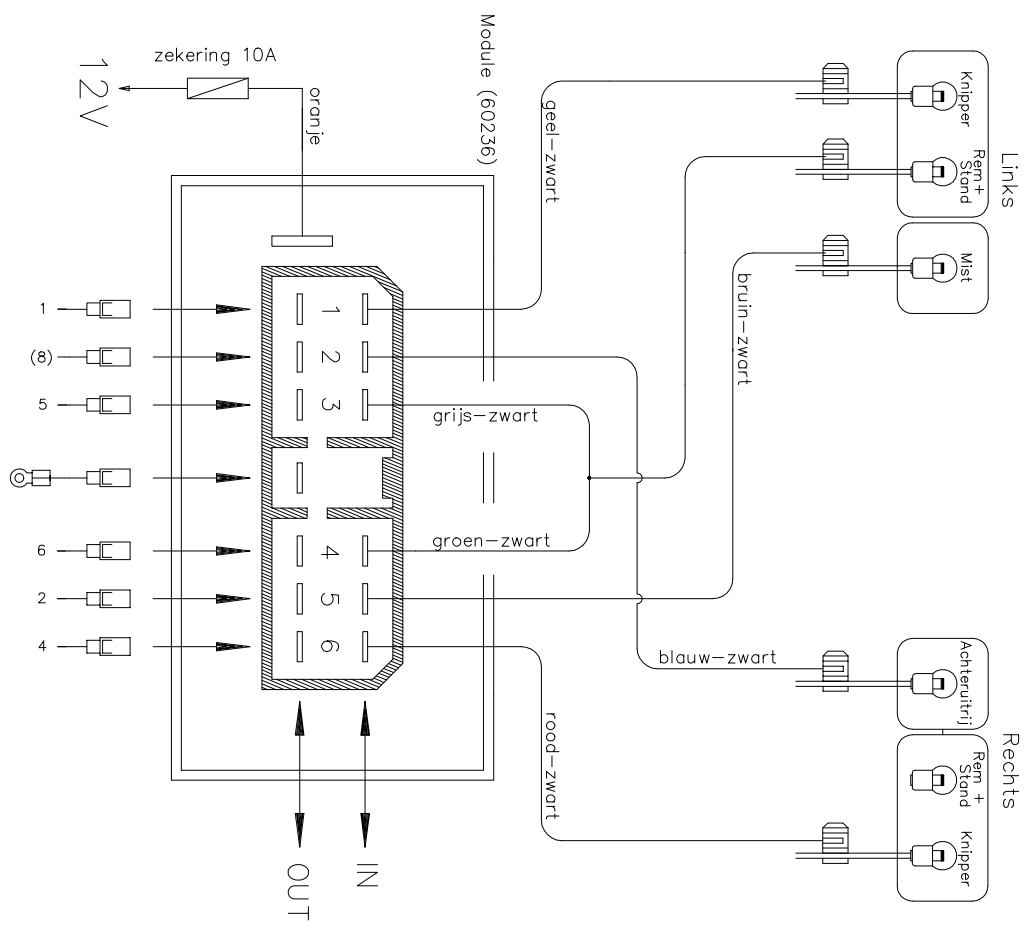 Module (60236)
zekering 10A
12V
oranje
geel-zwart
Knipper
Rem+
Stand
Links
Mist
bruin-zwart
1
(8)
5
6
2
4
1
2
3
4
5
6
grijs-zwart
groen-zwart
blauw-zwart
rood-zwart
Achteruitrij
Rem +
Stand
Rechts
Knipper
IN
OUT